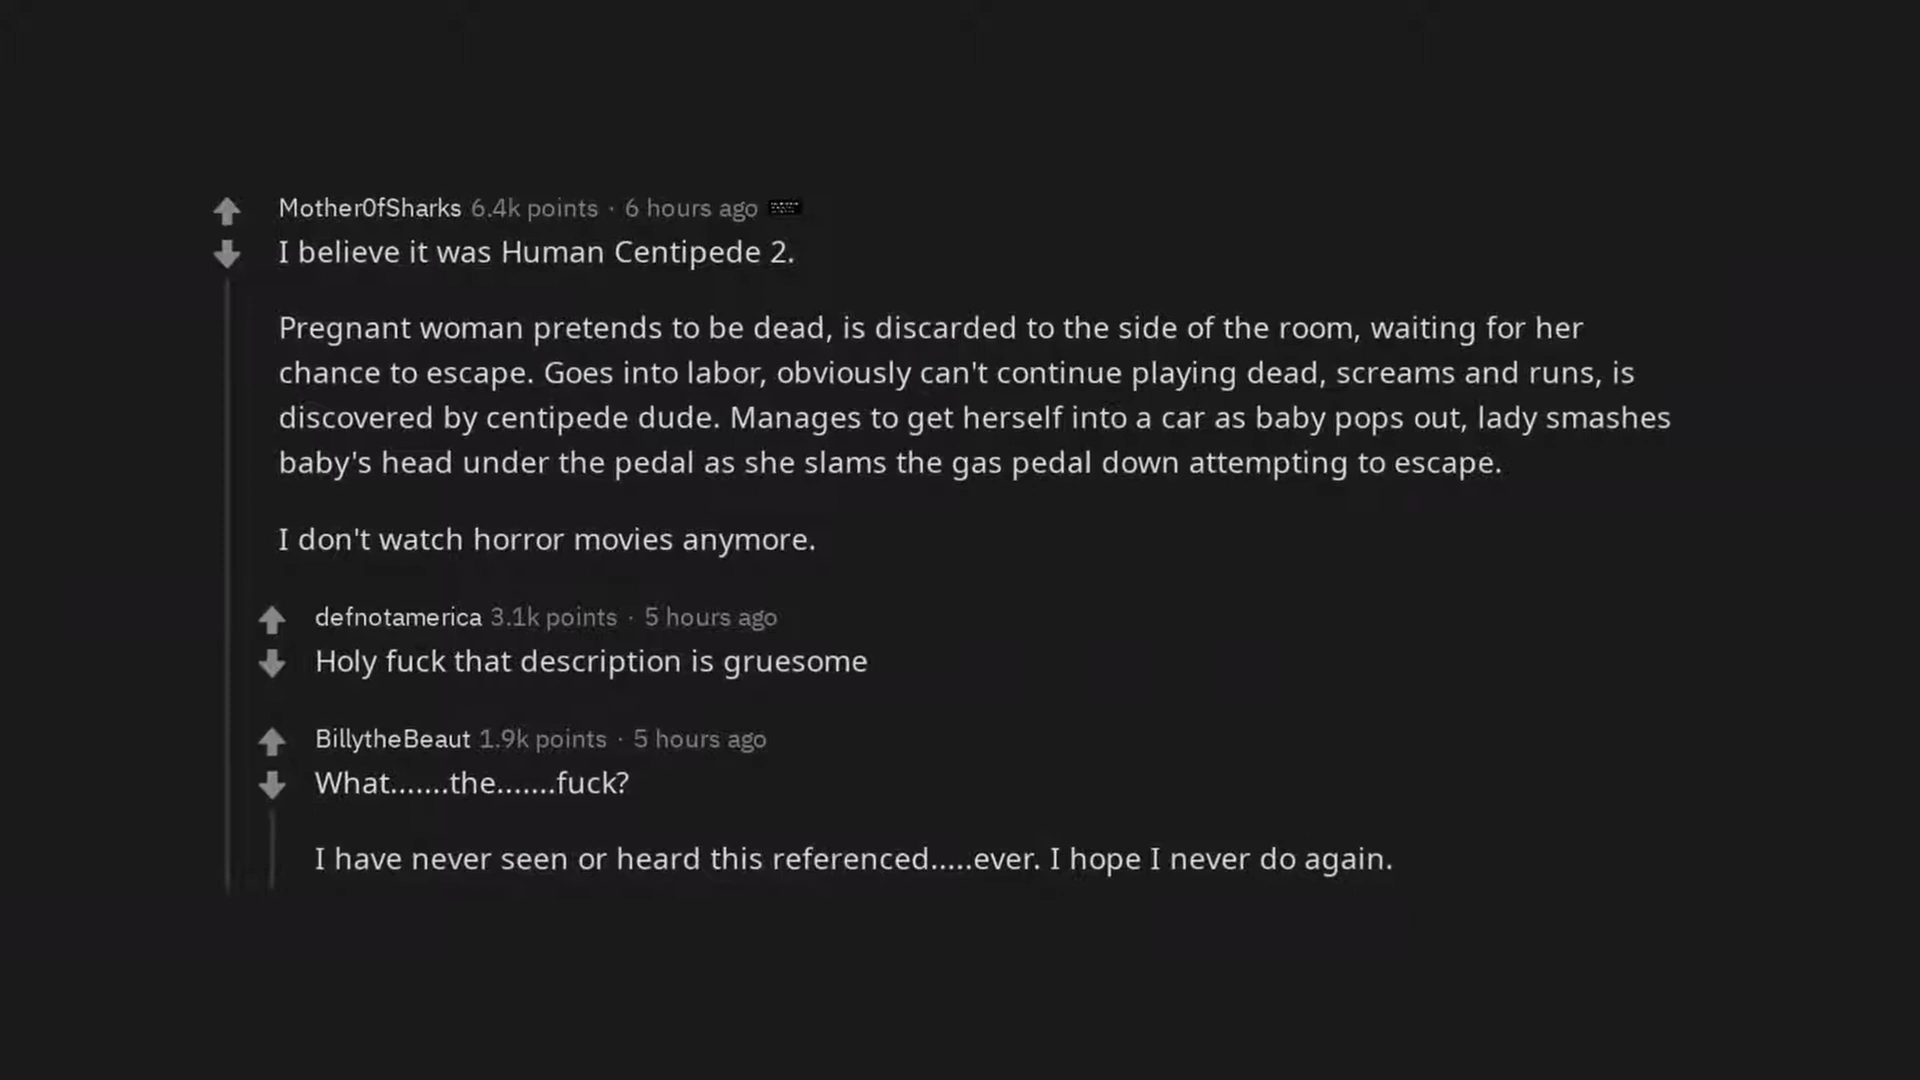 MotherOfSharks 6.4k points · 6 hours ago
I believe it was Human Centipede 2.
Pregnant woman pretends to be dead, is discarded to the side of the room, waiting for her
chance to escape. Goes into labor, obviously can't continue playing dead, screams and runs, is
discovered by centipede dude. Manages to get herself into a car as baby pops out, lady smashes
baby's head under the pedal as she slams the gas pedal down attempting to escape.
I don't watch horror movies anymore.
defnotamerica 3.1k points · 5 hours ago
Holy fuck that description is gruesome
BillytheBeaut 1.9k points · 5 hours ago
What.......the.......fuck?
I have never seen or heard this referenced.....ever. I hope I never do again.